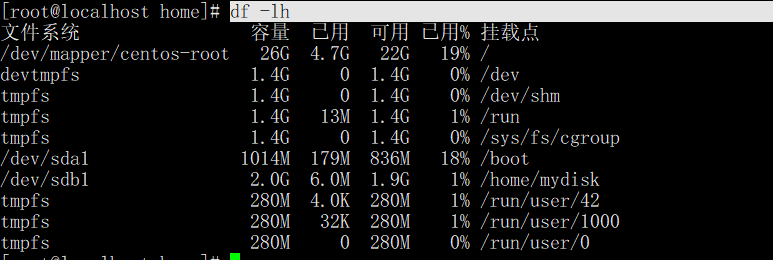 [root@localhost home]# df -lh
文件系统 容量 已用 可用 已用% 挂载点
/dev/mapper/centos-root 26G 4.7G 22G 19% /
devtmpfs 1.4G 0 1.4G 0% /dev
tmpfs 1.4G 0 1.4G 0% /dev/shm
tmpfs 1.4G 13M 1.4G 1% /run
tmpfs 1.4G 0 1.4G 0% /sys/fs/cgroup
/dev/sda1 1014M 179M 836M 18% /boot
/dev/sdb1 2.0G 6.0M 1.9G 1% /home/mydisk
tmpfs 280M 4.0K 280M 1% /run/user/42
tmpfs 280M 32K 280M 1% /run/user/1000
tmpfs 280M 0 280M 0% /run/user/0
[root@localhost home]#